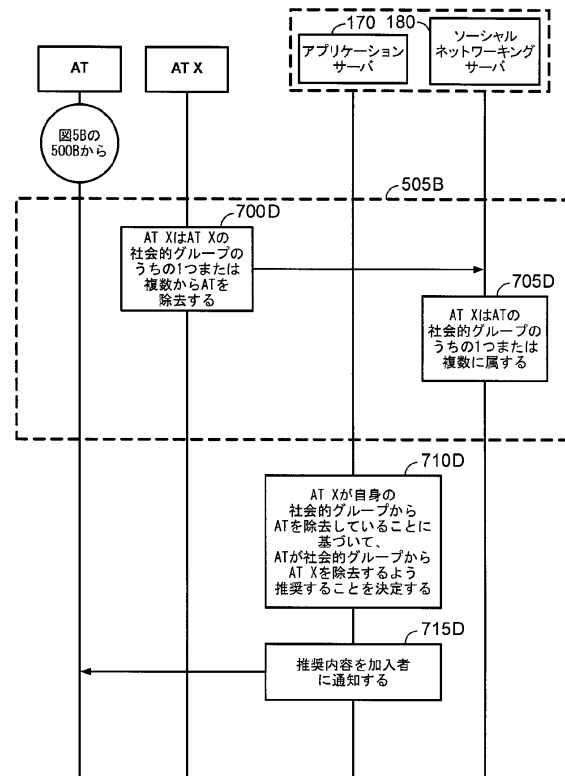 170
180
アプリケーション
サーバ
ソーシャル
ネットワーキング
サーバ
AT
AT X
図5Bの
500Bから
505B
700D
AT XはAT Xの
社会的グループの
うちの1つまたは
複数からATを
除去する
705D
AT XはATの
社会的グループの
うちの1つまたは
複数に属する
710D
AT Xが自身の
社会的グループから
ATを除去していることに
基づいて、
ATが社会的グループから
AT Xを除去するよう
推奨することを決定する
715D
推奨内容を加入者
に通知する